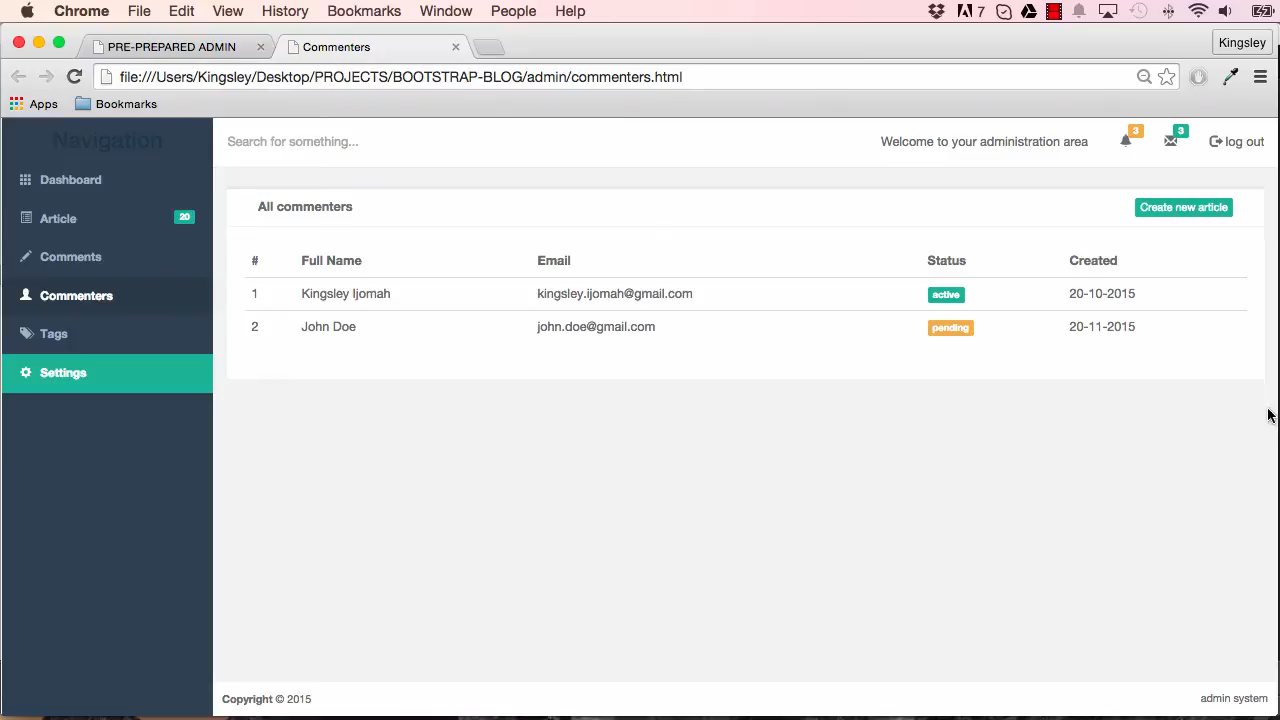 Chrome File Edit View History Bookmarks Window People Help 7
PRE-PREPARED ADMIN Commenters Kingsley
file:///Users/Kingsley/Desktop/PROJECTS/BOOTSTRAP-BLOG/admin/commenters.html
Apps Bookmarks
Navigation
Search for something... Welcome to your administration area 3 3 log out
Dashboard
Article 20
Comments
Commenters
Tags
Settings
All commenters Create new article
# Full Name Email Status Created
1 Kingsley Ijomah kingsley.ijomah@gmail.com active 20-10-2015
2 John Doe john.doe@gmail.com pending 20-11-2015
Copyright © 2015 admin system